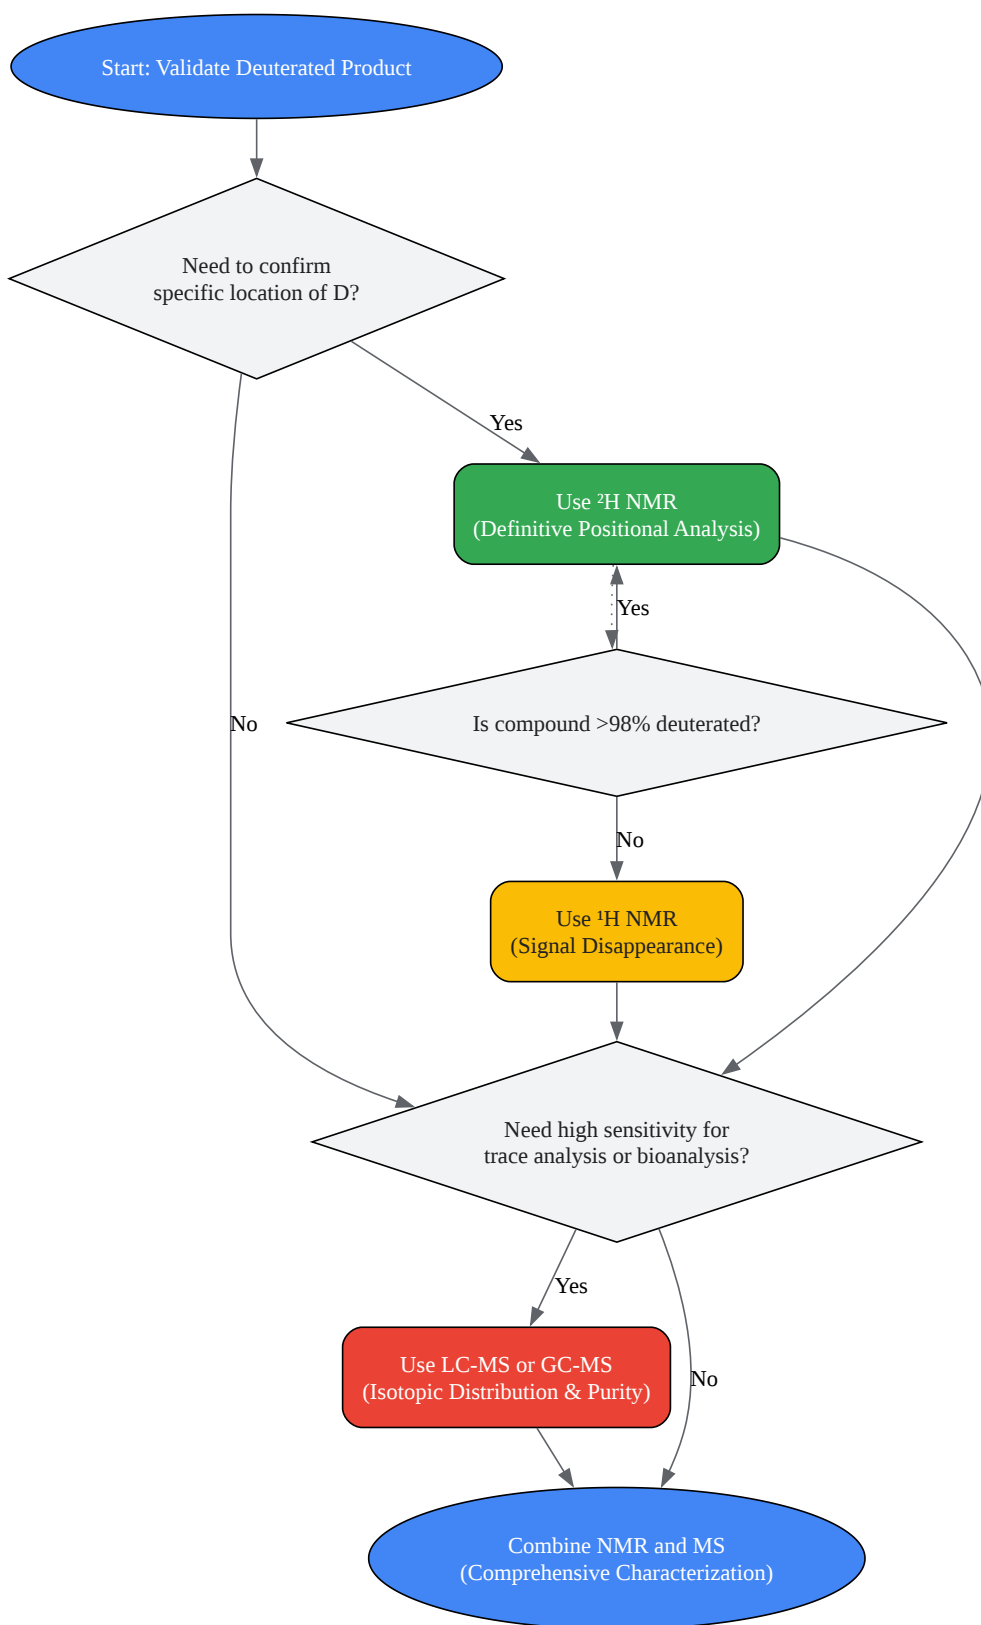 Start: Validate Deuterated Product
Need to confirm
specific location of D?
Yes
Use ²H NMR
(Definitive Positional Analysis)
Yes
No
Is compound >98% deuterated?
No
Use ¹H NMR
(Signal Disappearance)
Need high sensitivity for
trace analysis or bioanalysis?
Yes
Use LC-MS or GC-MS
(Isotopic Distribution & Purity)
No
Combine NMR and MS
(Comprehensive Characterization)